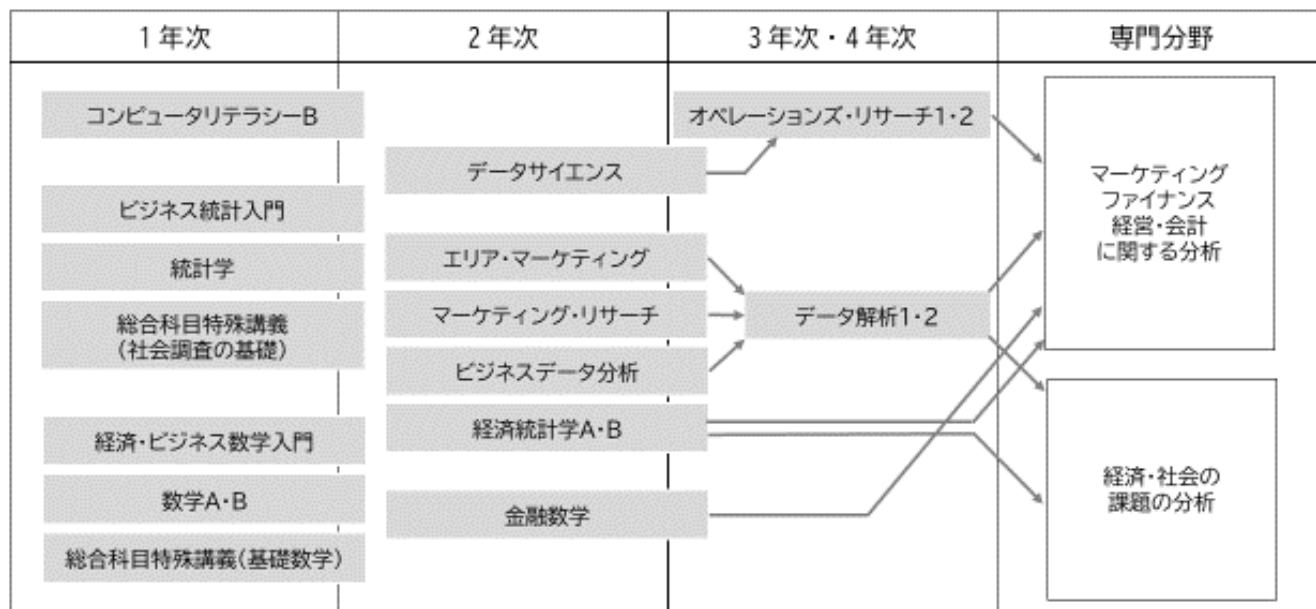 1年次
2年次
3年次・4年次
専門分野
コンピュータリテラシーB
ビジネス統計入門
統計学
総合科目特殊講義
(社会調査の基礎)
経済・ビジネス数学入門
数学A・B
総合科目特殊講義(基礎数学)
データサイエンス
エリア・マーケティング
マーケティング・リサーチ
ビジネスデータ分析
経済統計学A・B
金融数学
オペレーションズ・リサーチ1・2
データ解析1・2
マーケティング
ファイナンス
経営・会計
に関する分析
経済・社会の
課題の分析